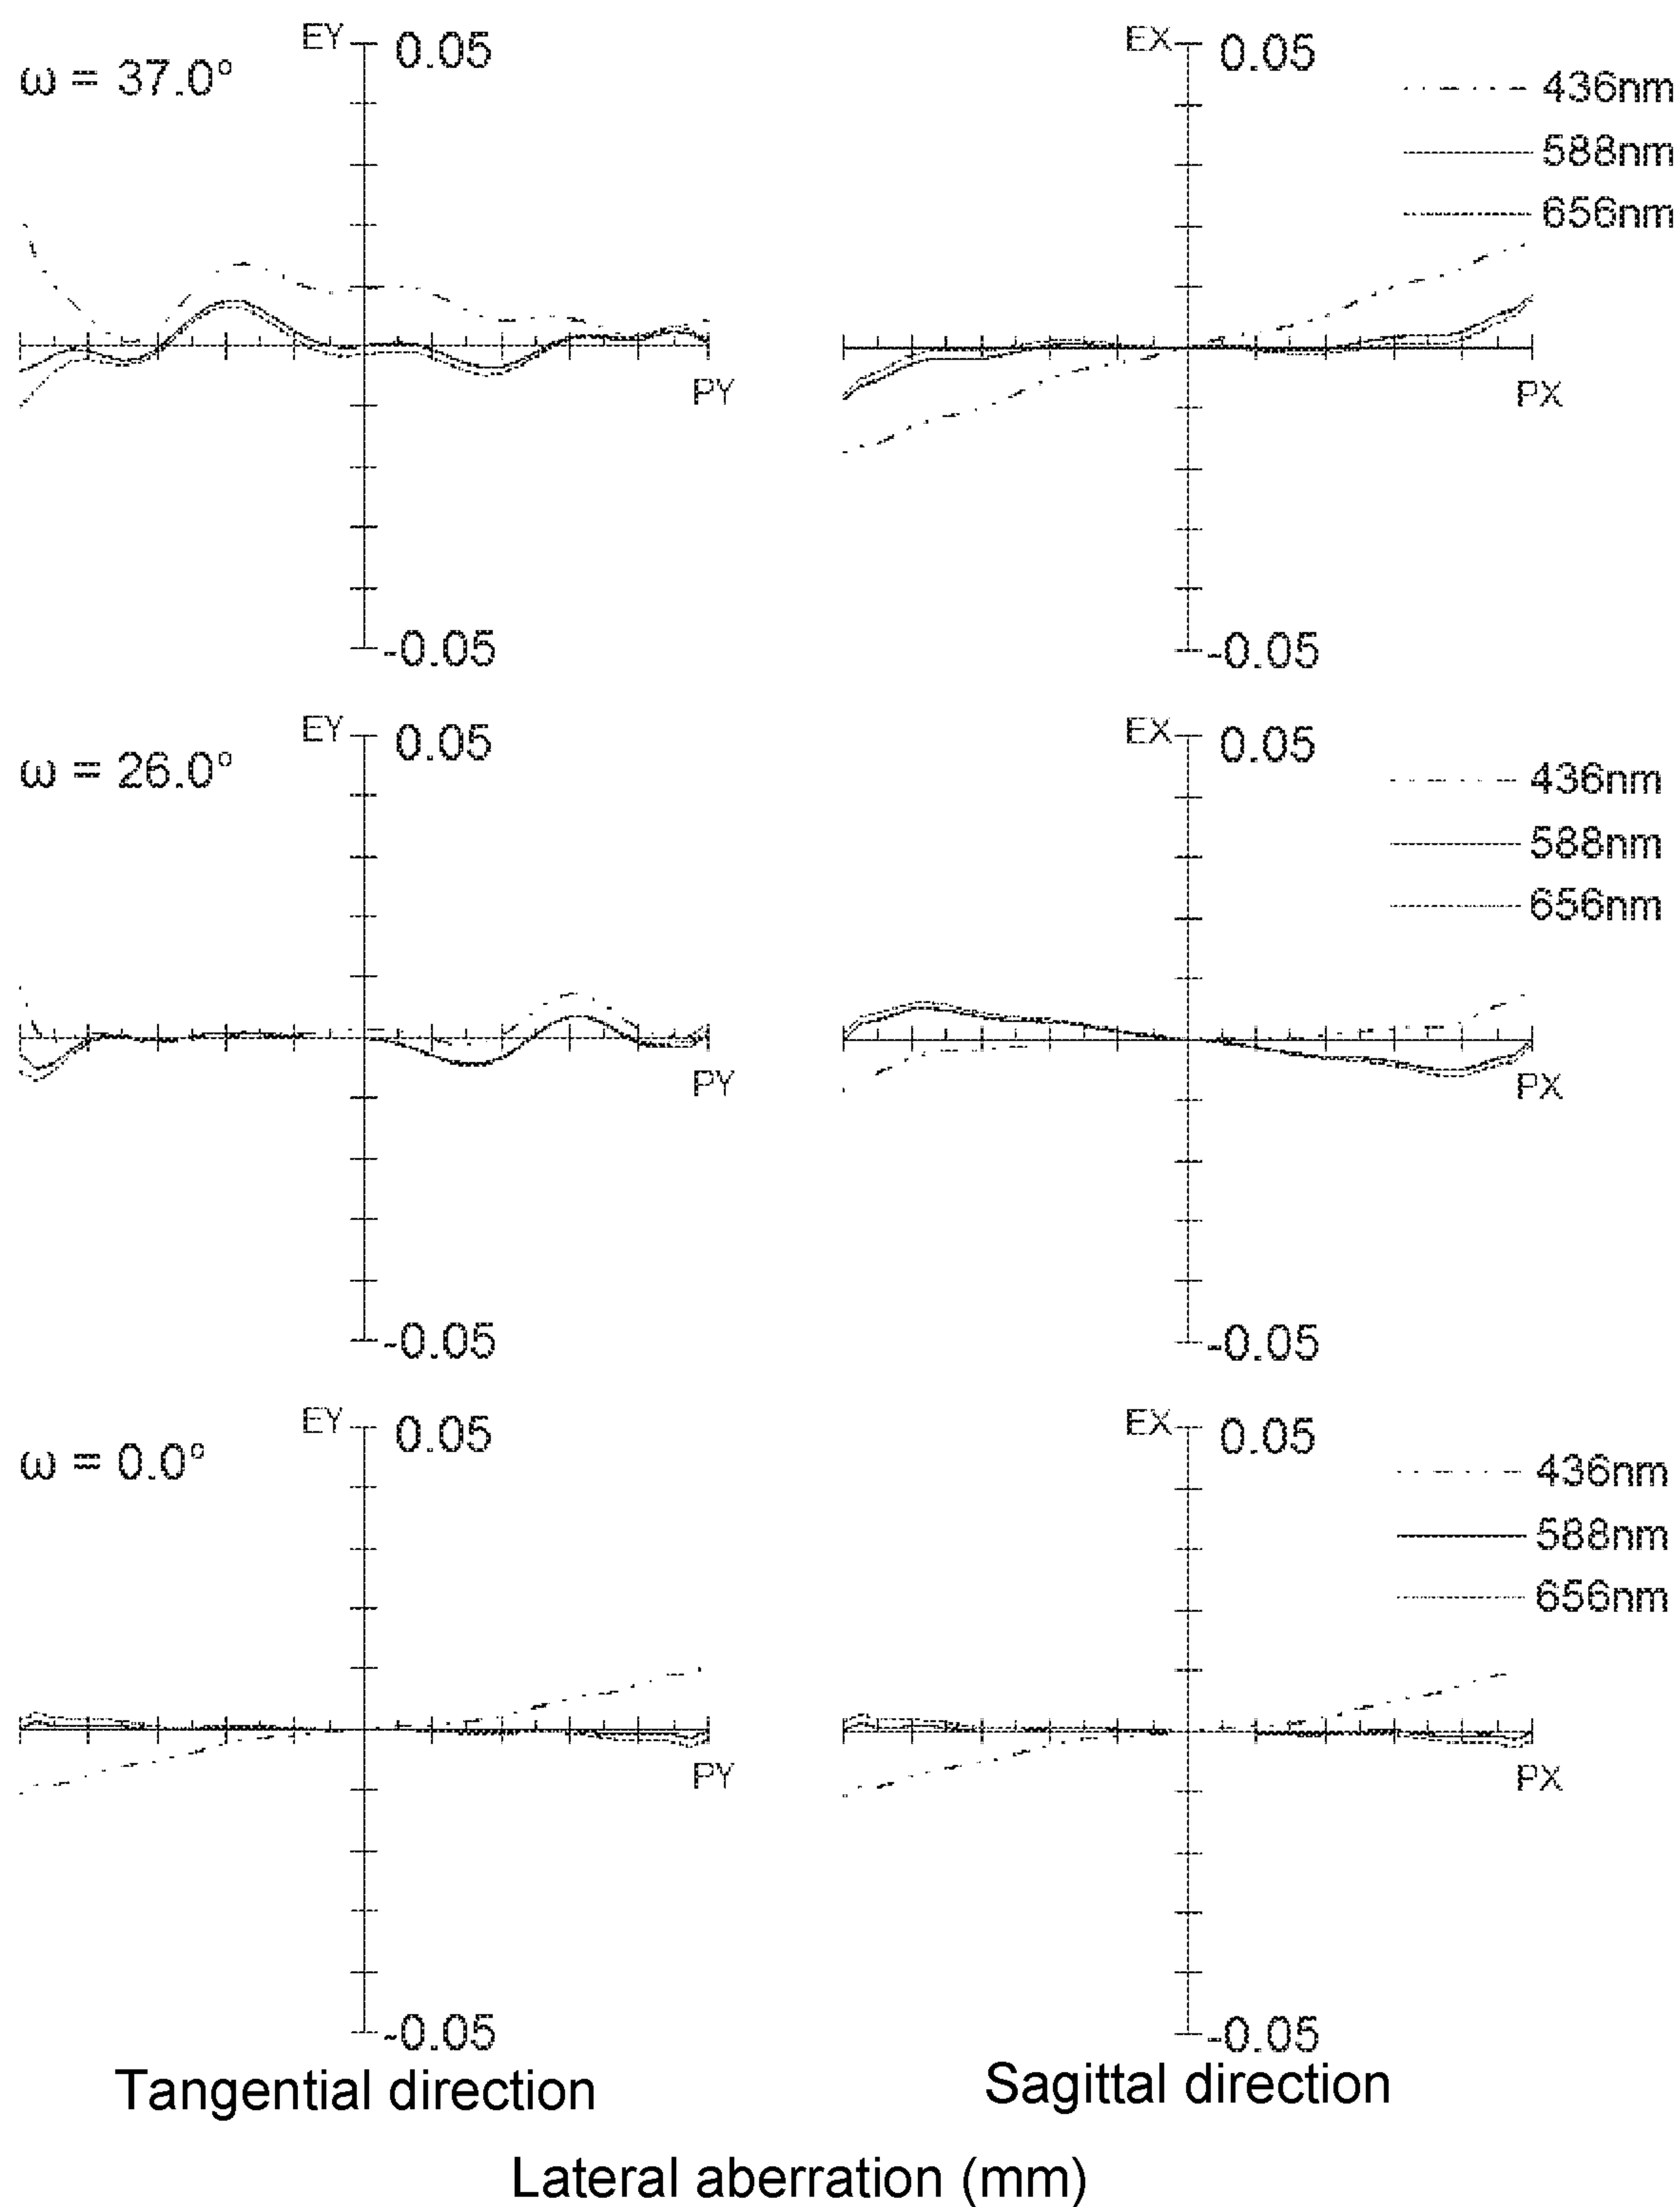 EY 0.05
EX 0.05
ω = 37.0°
436nm
588nm
656nm
PY
PX
-0.05
-0.05
EY 0.05
EX 0.05
ω = 26.0°
436nm
588nm
656nm
PY
PX
-0.05
-0.05
EY 0.05
EX 0.05
ω = 0.0°
436nm
588nm
656nm
PY
PX
-0.05
-0.05
Tangential direction
Sagittal direction
Lateral aberration (mm)